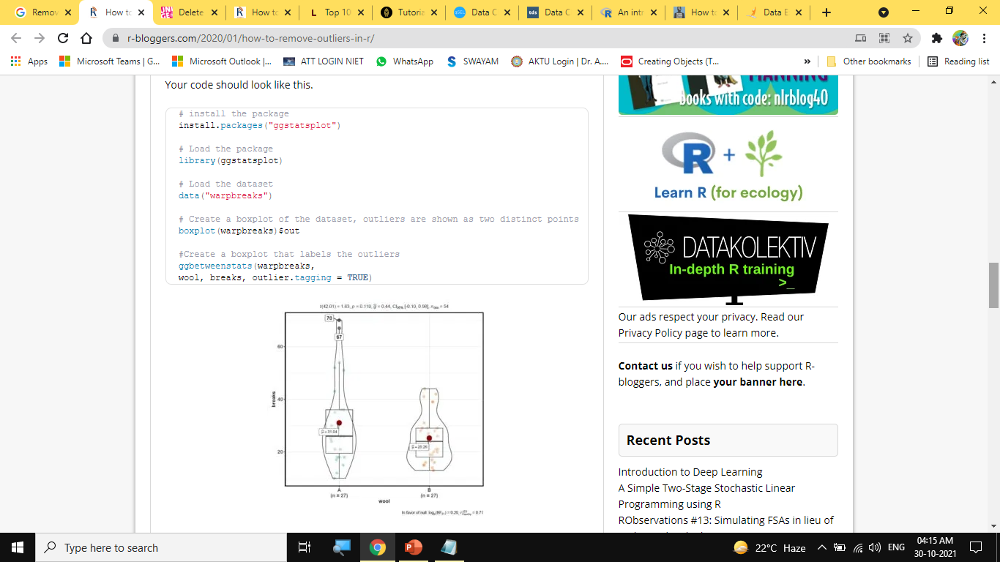 Remov
How to
Delete
How to
Top 10
Tutoria
Data C
Data C
An intr
How to
Data E
r-bloggers.com/2020/01/how-to-remove-outliers-in-r/
Apps
Microsoft Teams | G...
Microsoft Outlook |...
ATT LOGIN NIET
WhatsApp
SWAYAM
AKTU Login | Dr. A....
Creating Objects (T...
»
Other bookmarks
Reading list
Your code should look like this.
# install the package
install.packages("ggstatsplot")
# Load the package
library(ggstatsplot)
# Load the dataset
data("warpbreaks")
# Create a boxplot of the dataset, outliers are shown as two distinct points
boxplot(warpbreaks)$out
#Create a boxplot that labels the outliers
ggbetweenstats(warpbreaks,
wool, breaks, outlier.tagging = TRUE)
70
67
60
40
20
breaks
A
(n = 27)
B
(n = 27)
wool
MANNING
books with code: nlrblog40
R +
Learn R (for ecology)
DATAKOLEKTIV
In-depth R training
>_
Our ads respect your privacy. Read our
Privacy Policy page to learn more.
Contact us if you wish to help support R-
bloggers, and place your banner here.
Recent Posts
Introduction to Deep Learning
A Simple Two-Stage Stochastic Linear
Programming using R
RObservations #13: Simulating FSAs in lieu of
Type here to search
22°C Haze
ENG
04:15 AM
30-10-2021